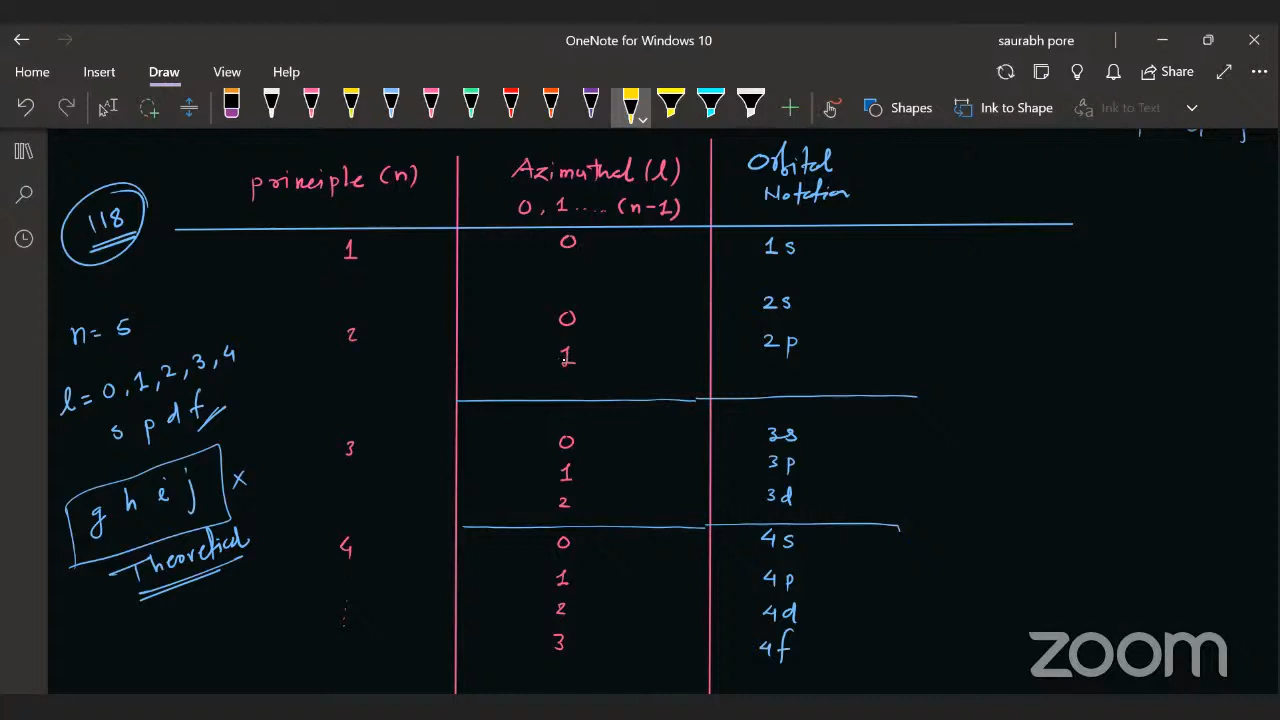 OneNote for Windows 10
saurabh pore
Home Insert Draw View Help
Share
Shapes
Ink to Shape
Ink to Text
principle (n) Azimuthal (l) Orbital
0, 1 ..... (n-1) Notation
118
1 0 1s
0 2s
n= 5
2
1 2p
l= 0, 1, 2, 3, 4
s p d f
3 0 3s
1 3p
2 3d
g h i j x
Theoretical
4 0 4s
1 4p
2 4d
3 4f
zoom